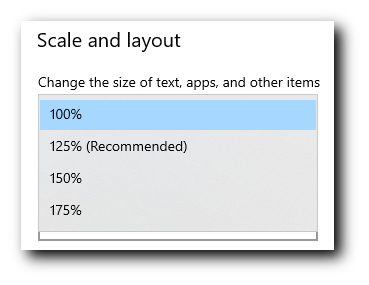 Scale and layout
Change the size of text, apps, and other items
100%
125% (Recommended)
150%
175%